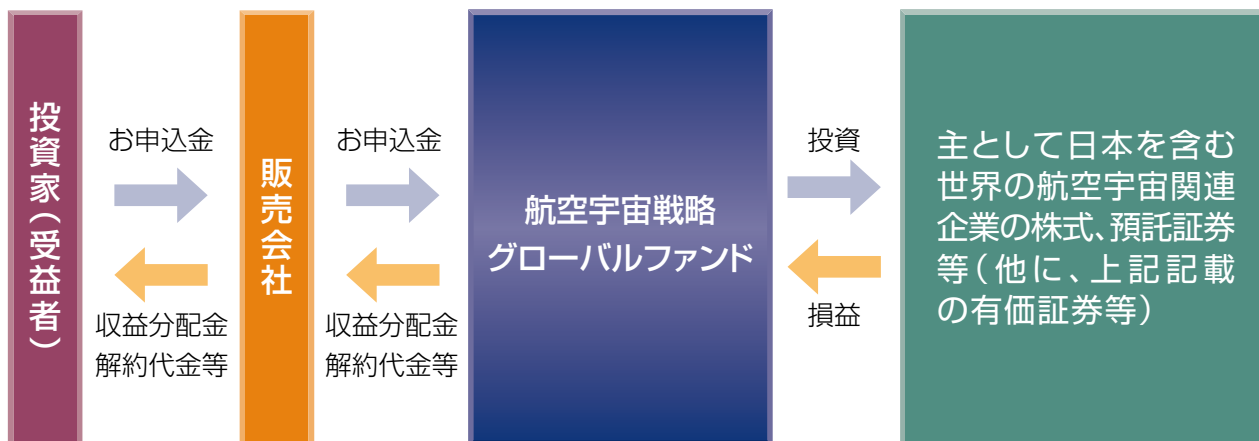 投資家(受益者)
お申込金
収益分配金
解約代金等
販売会社
お申込金
収益分配金
解約代金等
航空宇宙戦略
グローバルファンド
投資
損益
主として日本を含む
世界の航空宇宙関連
企業の株式、預託証券
等(他に、上記記載
の有価証券等)